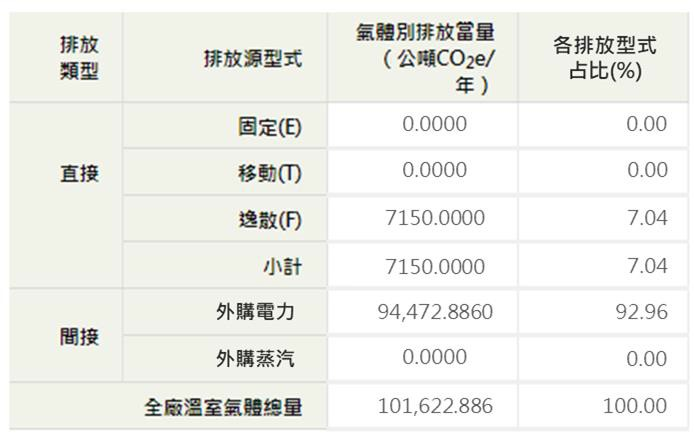 排放
類型
排放源型式
氣體別排放當量
(公噸CO2e/
年)
各排放型式
占比(%)
直接
固定(E)
0.0000
0.00
移動(T)
0.0000
0.00
逸散(F)
7150.0000
7.04
小計
7150.0000
7.04
間接
外購電力
94,472.8860
92.96
外購蒸汽
0.0000
0.00
全廠溫室氣體總量
101,622.886
100.00